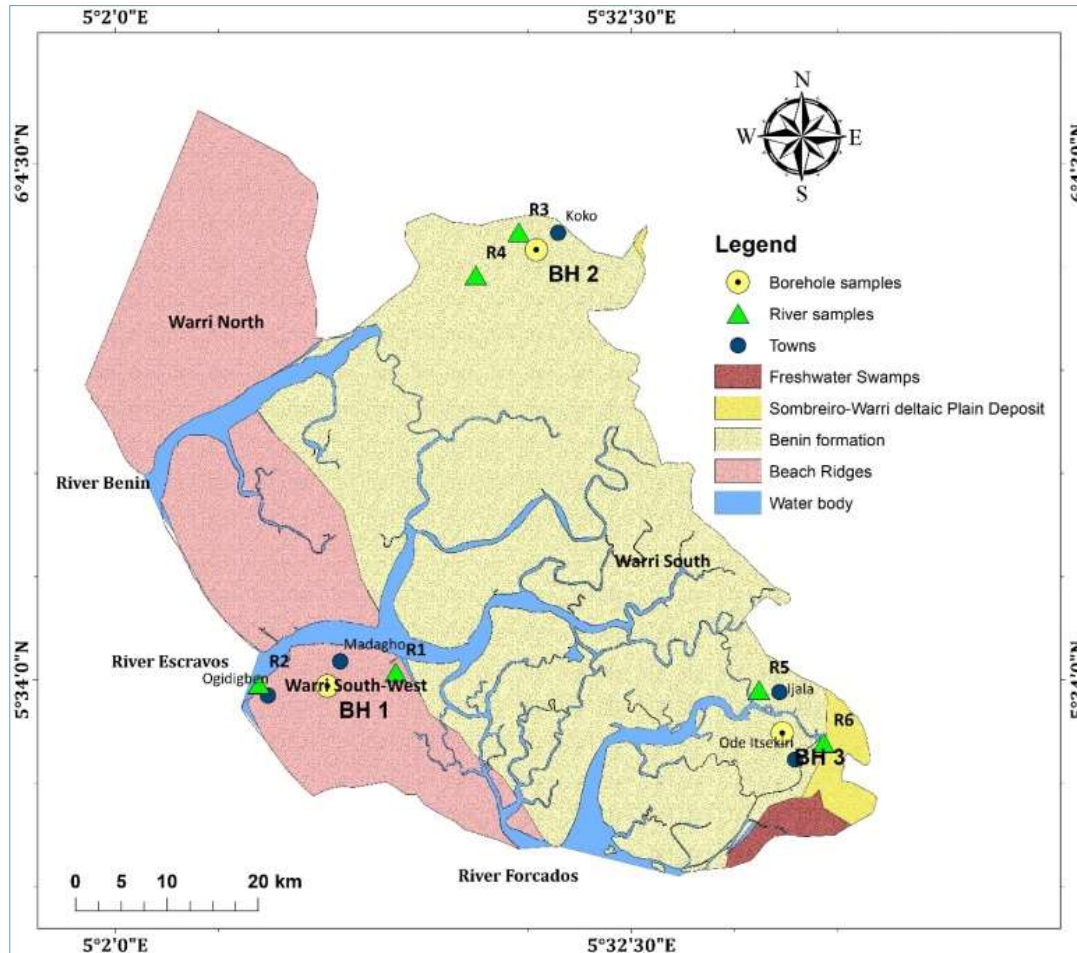 5°2'0"E
5°32'30"E
N
W
E
S
6°4'30"N
6°4'30"N
R3
Koko
R4
BH 2
Legend
Borehole samples
River samples
Towns
Freshwater Swamps
Sombreiro-Warri deltaic Plain Deposit
Benin formation
Beach Ridges
Water body
Warri North
River Benin
Warri South
River Escravos
R2
Madagho
R1
Ogidigben
Warri South-West
BH 1
5°34'0"N
5°34'0"N
R5
Ijala
R6
Ode Itsekiri
BH 3
River Forcados
0 5 10 20 km
5°2'0"E
5°32'30"E